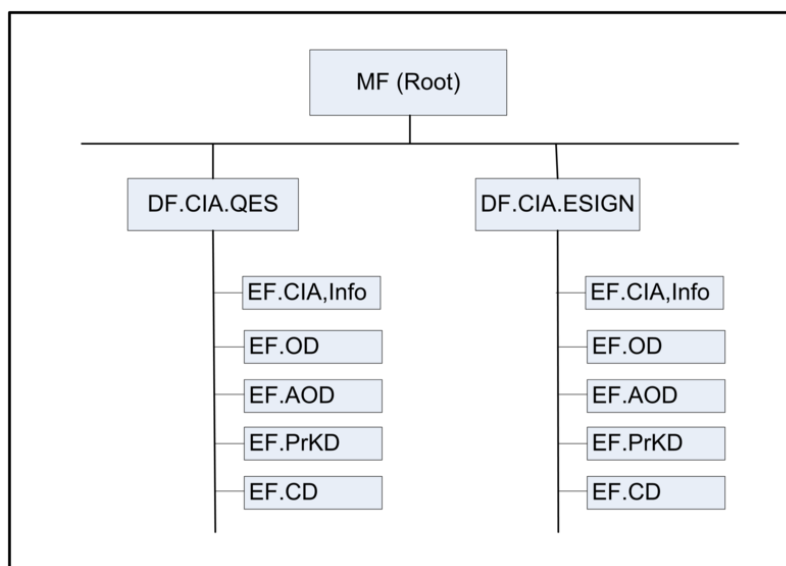 MF (Root)
DF.CIA.QES
DF.CIA.ESIGN
EF.CIA,Info
EF.OD
EF.AOD
EF.PrKD
EF.CD
EF.CIA,Info
EF.OD
EF.AOD
EF.PrKD
EF.CD